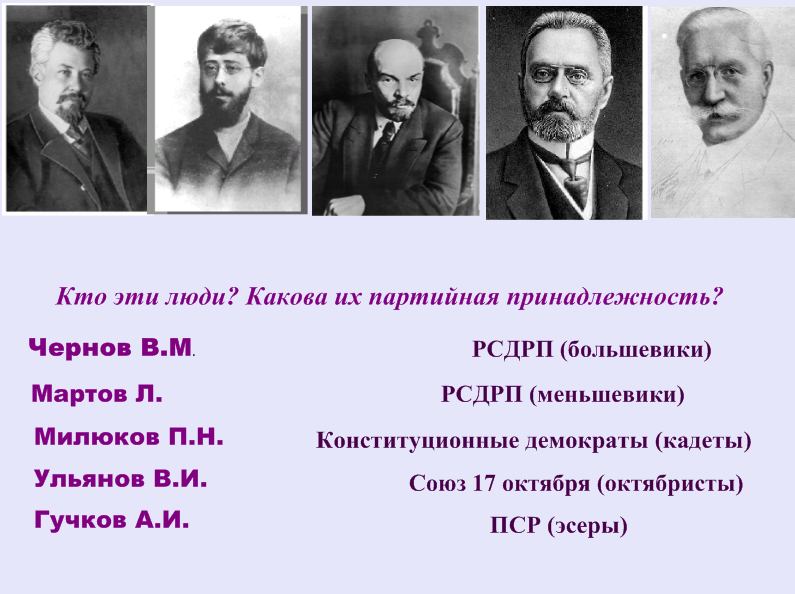 Кто эти люди? Какова их партийная принадлежность?
Чернов В.М. РСДРП (большевики)
Мартов Л. РСДРП (меньшевики)
Милюков П.Н. Конституционные демократы (кадеты)
Ульянов В.И. Союз 17 октября (октябристы)
Гучков А.И. ПСР (эсеры)